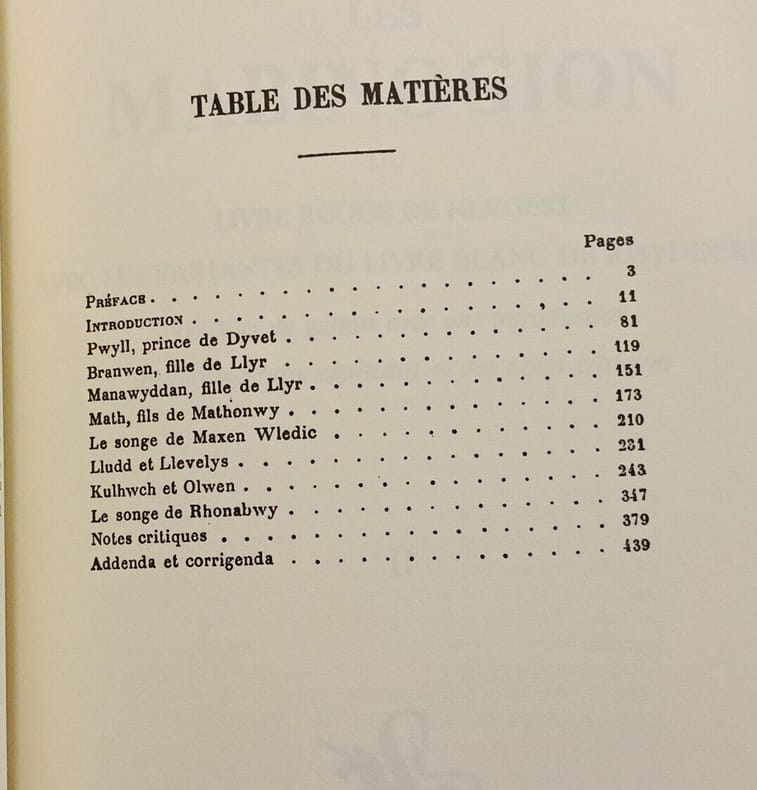 TABLE DES MATIÈRES
Pages
PRÉFACE . . . . . . . . . . . . . . . . . . 3
INTRODUCTION . . . . . . . . . . . . . . . . 11
Pwyll, prince de Dyvet . . . . . . . . . . . . . 81
Branwen, fille de Llyr . . . . . . . . . . . . . 119
Manawyddan, fille de Llyr . . . . . . . . . . . . 151
Math, fils de Mathonwy . . . . . . . . . . . . . 173
Le songe de Maxen Wledic . . . . . . . . . . . 210
Lludd et Llevelys . . . . . . . . . . . . . . . 231
Kulhwch et Olwen . . . . . . . . . . . . . . . 243
Le songe de Rhonabwy . . . . . . . . . . . . . 347
Notes critiques . . . . . . . . . . . . . . . . 379
Addenda et corrigenda . . . . . . . . . . . . . 439